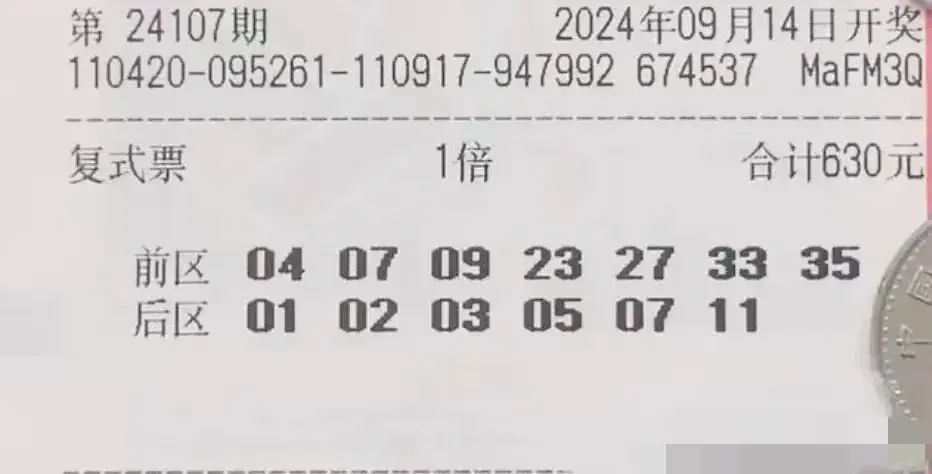 第 24107期 2024年09月14日开奖
110420-095261-110917-947992 674537 MaFM3Q
复式票 1倍 合计630元
前区 04 07 09 23 27 33 35
后区 01 02 03 05 07 11